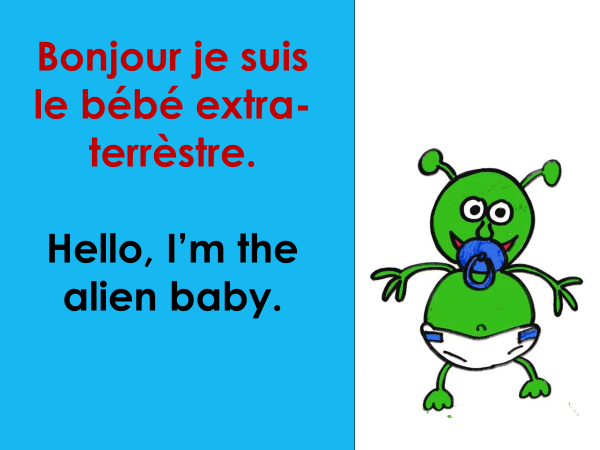 Bonjour je suis
le bébé extra-
terrèstre.
Hello, I’m the
alien baby.